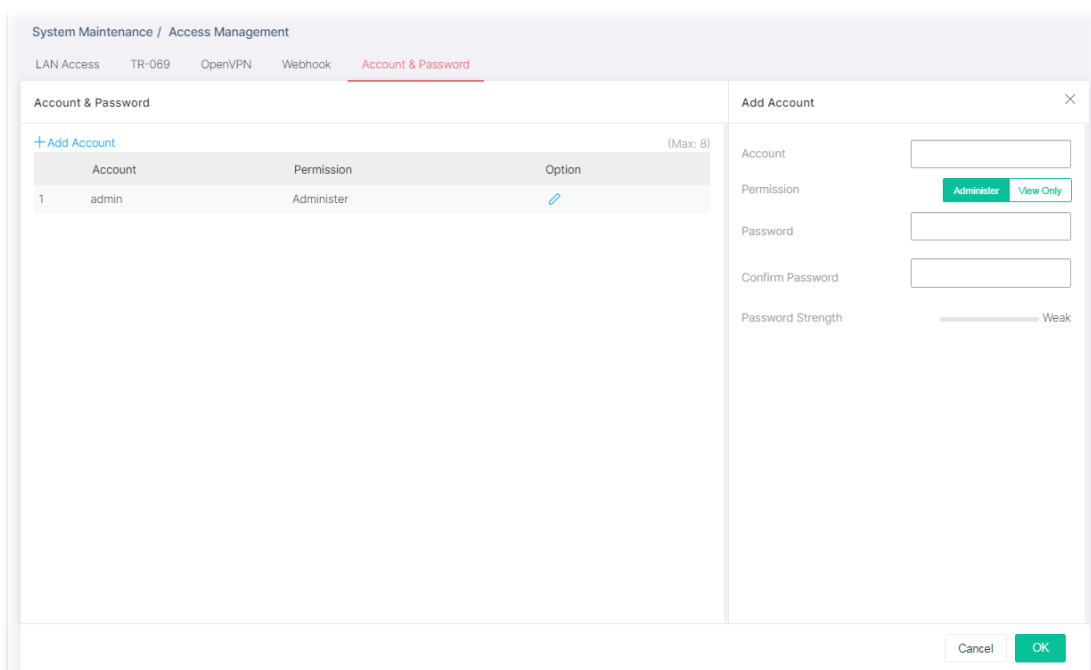 System Maintenance / Access Management
LAN Access TR-069 OpenVPN Webhook Account & Password
Account & Password
+Add Account (Max: 8)
Account Permission Option
1 admin Administer
Add Account
Account
Permission Administer View Only
Password
Confirm Password
Password Strength Weak
Cancel OK